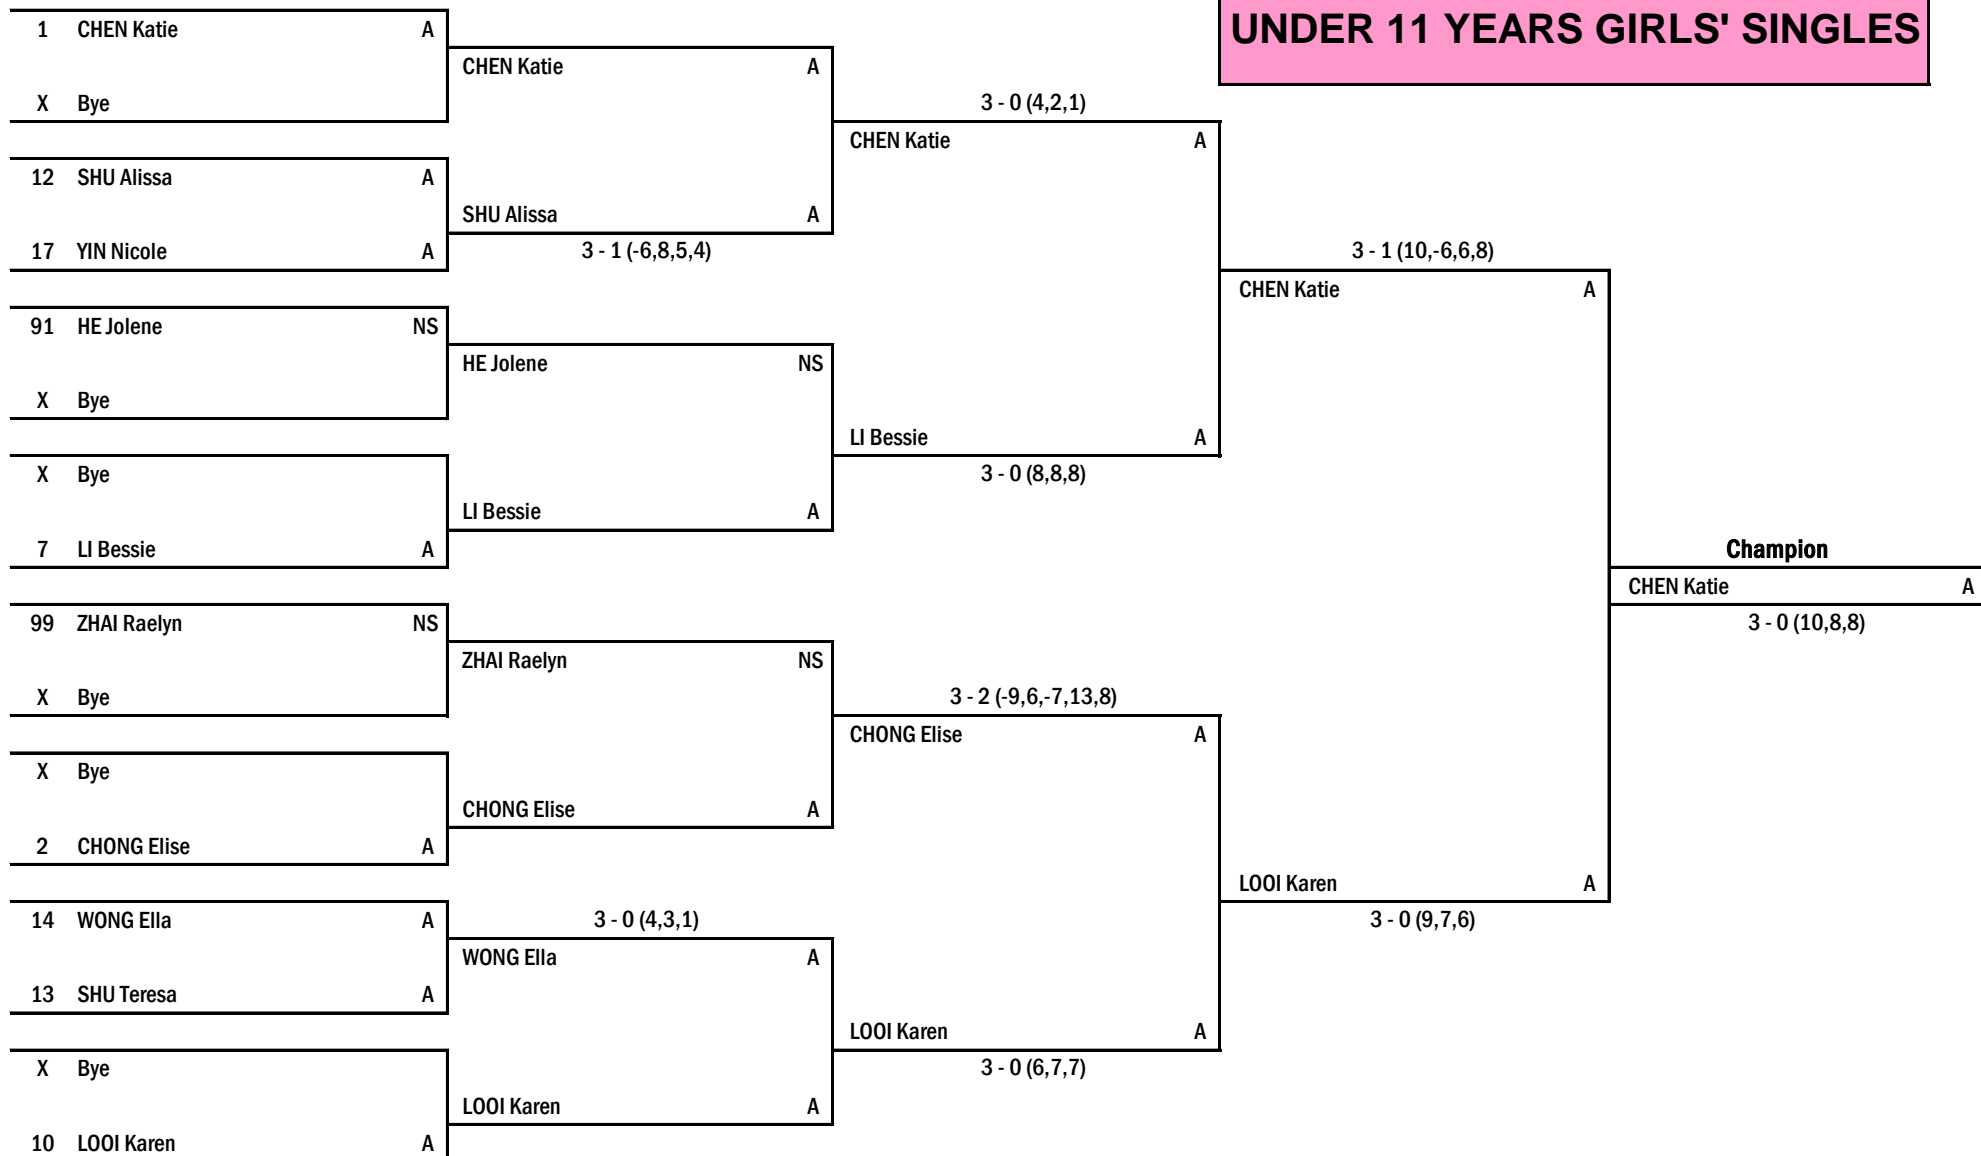 UNDER 11 YEARS GIRLS' SINGLES
1 CHEN Katie A
CHEN Katie A
X Bye
3 - 0 (4,2,1)
CHEN Katie A
12 SHU Alissa A
SHU Alissa A
17 YIN Nicole A
3 - 1 (-6,8,5,4)
3 - 1 (10,-6,6,8)
CHEN Katie A
91 HE Jolene NS
HE Jolene NS
X Bye
LI Bessie A
X Bye
3 - 0 (8,8,8)
LI Bessie A
7 LI Bessie A
Champion
CHEN Katie A
99 ZHAI Raelyn NS
3 - 0 (10,8,8)
ZHAI Raelyn NS
X Bye
3 - 2 (-9,6,-7,13,8)
CHONG Elise A
X Bye
CHONG Elise A
2 CHONG Elise A
LOOI Karen A
14 WONG Ella A
3 - 0 (4,3,1)
3 - 0 (9,7,6)
WONG Ella A
13 SHU Teresa A
LOOI Karen A
X Bye
3 - 0 (6,7,7)
LOOI Karen A
10 LOOI Karen A